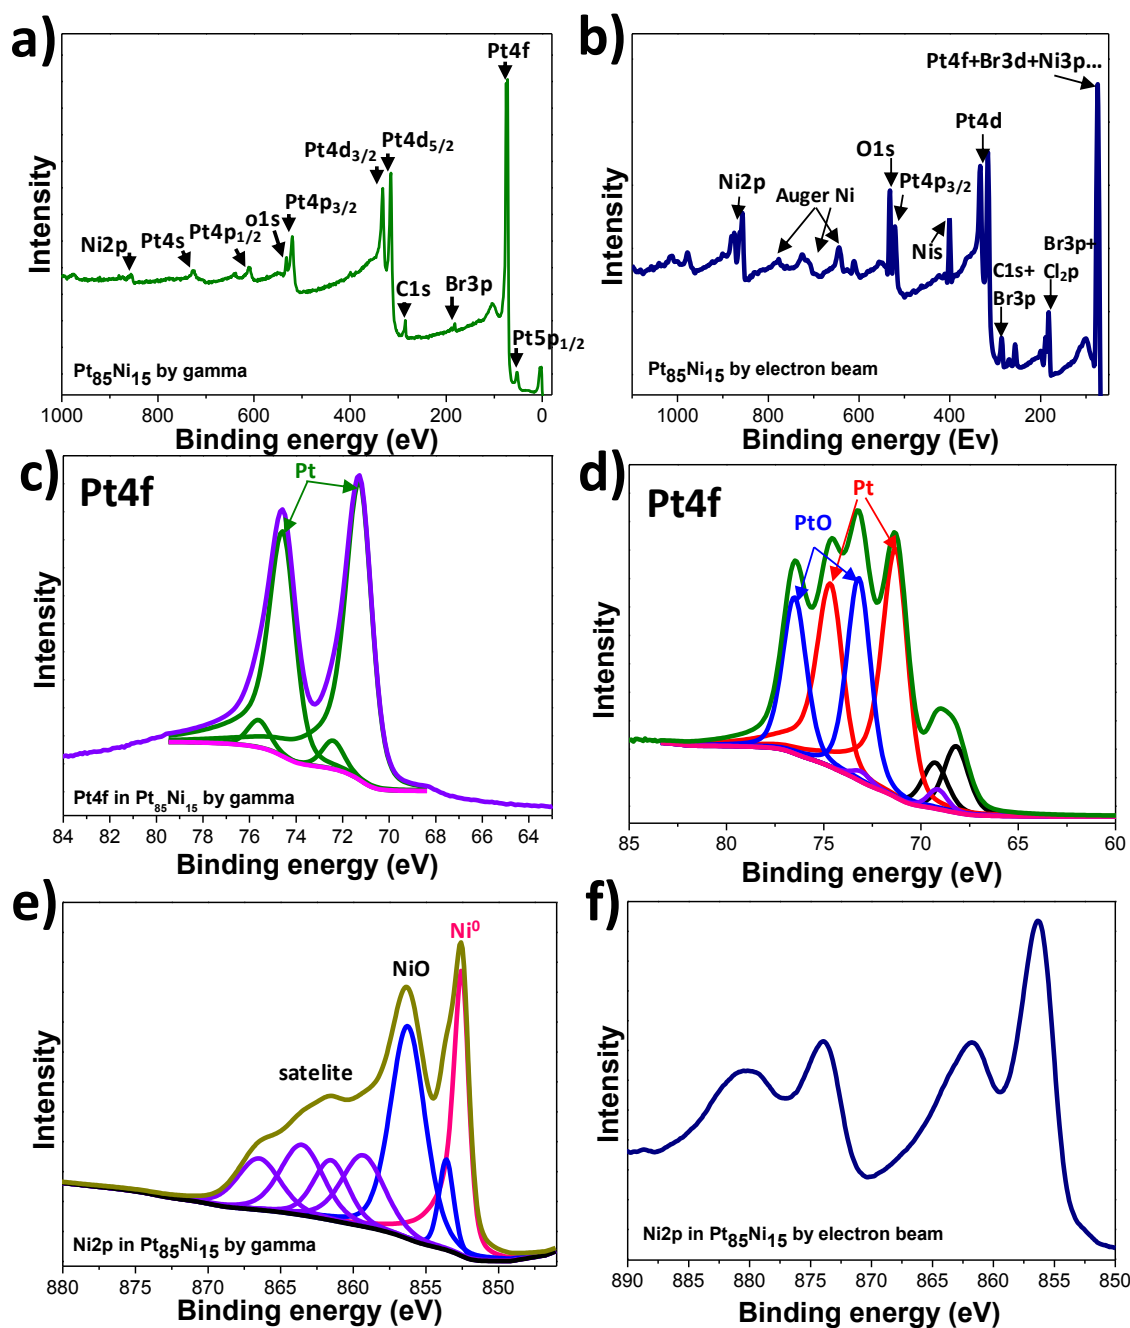 a)
Pt4f
Pt4d3/2
Pt4d5/2
Pt4p3/2
o1s
Pt4p1/2
Pt4s
Ni2p
C1s
Br3p
Pt5p1/2
Pt85Ni15 by gamma
Intensity
1000 800 600 400 200 0
Binding energy (eV)
b)
Pt4f+Br3d+Ni3p...
Pt4d
O1s
Pt4p3/2
Ni2p
Auger Ni
Nis
Br3p+
Cl2p
C1s+
Br3p
Pt85Ni15 by electron beam
Intensity
1000 800 600 400 200
Binding energy (Ev)
c)
Pt4f
Pt
Pt4f in Pt85Ni15 by gamma
Intensity
84 82 80 78 76 74 72 70 68 66 64
Binding energy (eV)
d)
Pt4f
Pt
PtO
Intensity
85 80 75 70 65 60
Binding energy (eV)
e)
Ni0
NiO
satelite
Ni2p in Pt85Ni15 by gamma
Intensity
880 875 870 865 860 855 850
Binding energy (eV)
f)
Ni2p in Pt85Ni15 by electron beam
Intensity
890 885 880 875 870 865 860 855 850
Binding energy (eV)